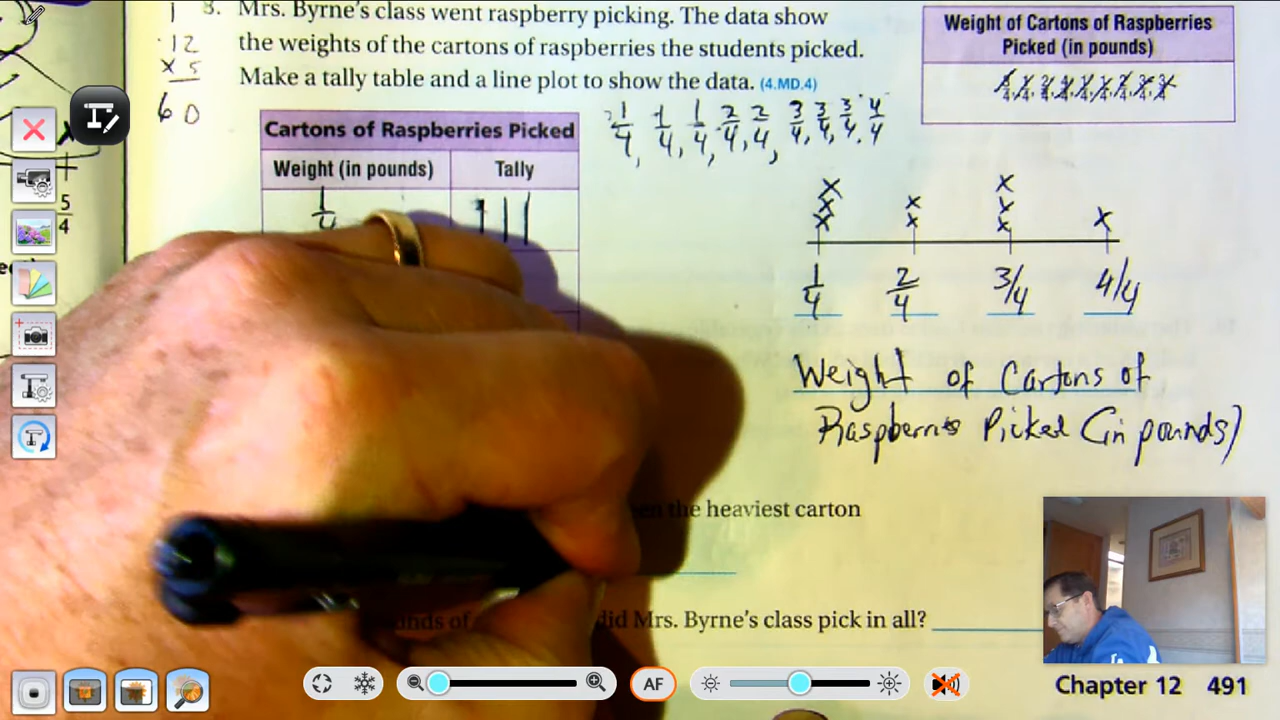 1
12
x 5
60
5
4
3. Mrs. Byrne's class went raspberry picking. The data show
the weights of the cartons of raspberries the students picked.
Make a tally table and a line plot to show the data. (4.MD.4)
Weight of Cartons of Raspberries
Picked (in pounds)
1/4, 1/4, 1/4, 2/4, 2/4, 3/4, 3/4, 3/4, 4/4
Cartons of Raspberries Picked
Weight (in pounds) Tally
1/4 |||
x x x x
x x x
x x
1/4 2/4 3/4 4/4
Weight of Cartons of
Raspberries Picked (in pounds)
the heaviest carton
of did Mrs. Byrne's class pick in all?
AF
Chapter 12 491